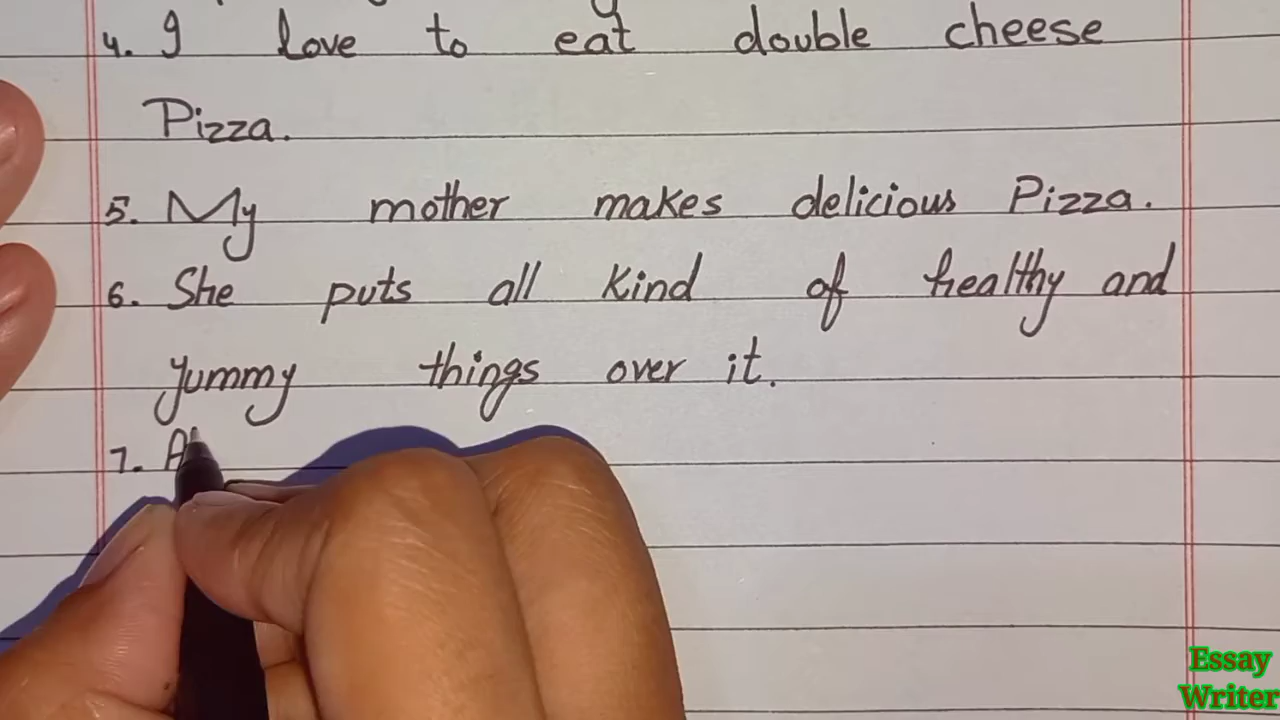 4. I love to eat double cheese
Pizza.
5. My mother makes delicious Pizza.
6. She puts all kind of healthy and
yummy things over it.
7. A
Essay
Writer